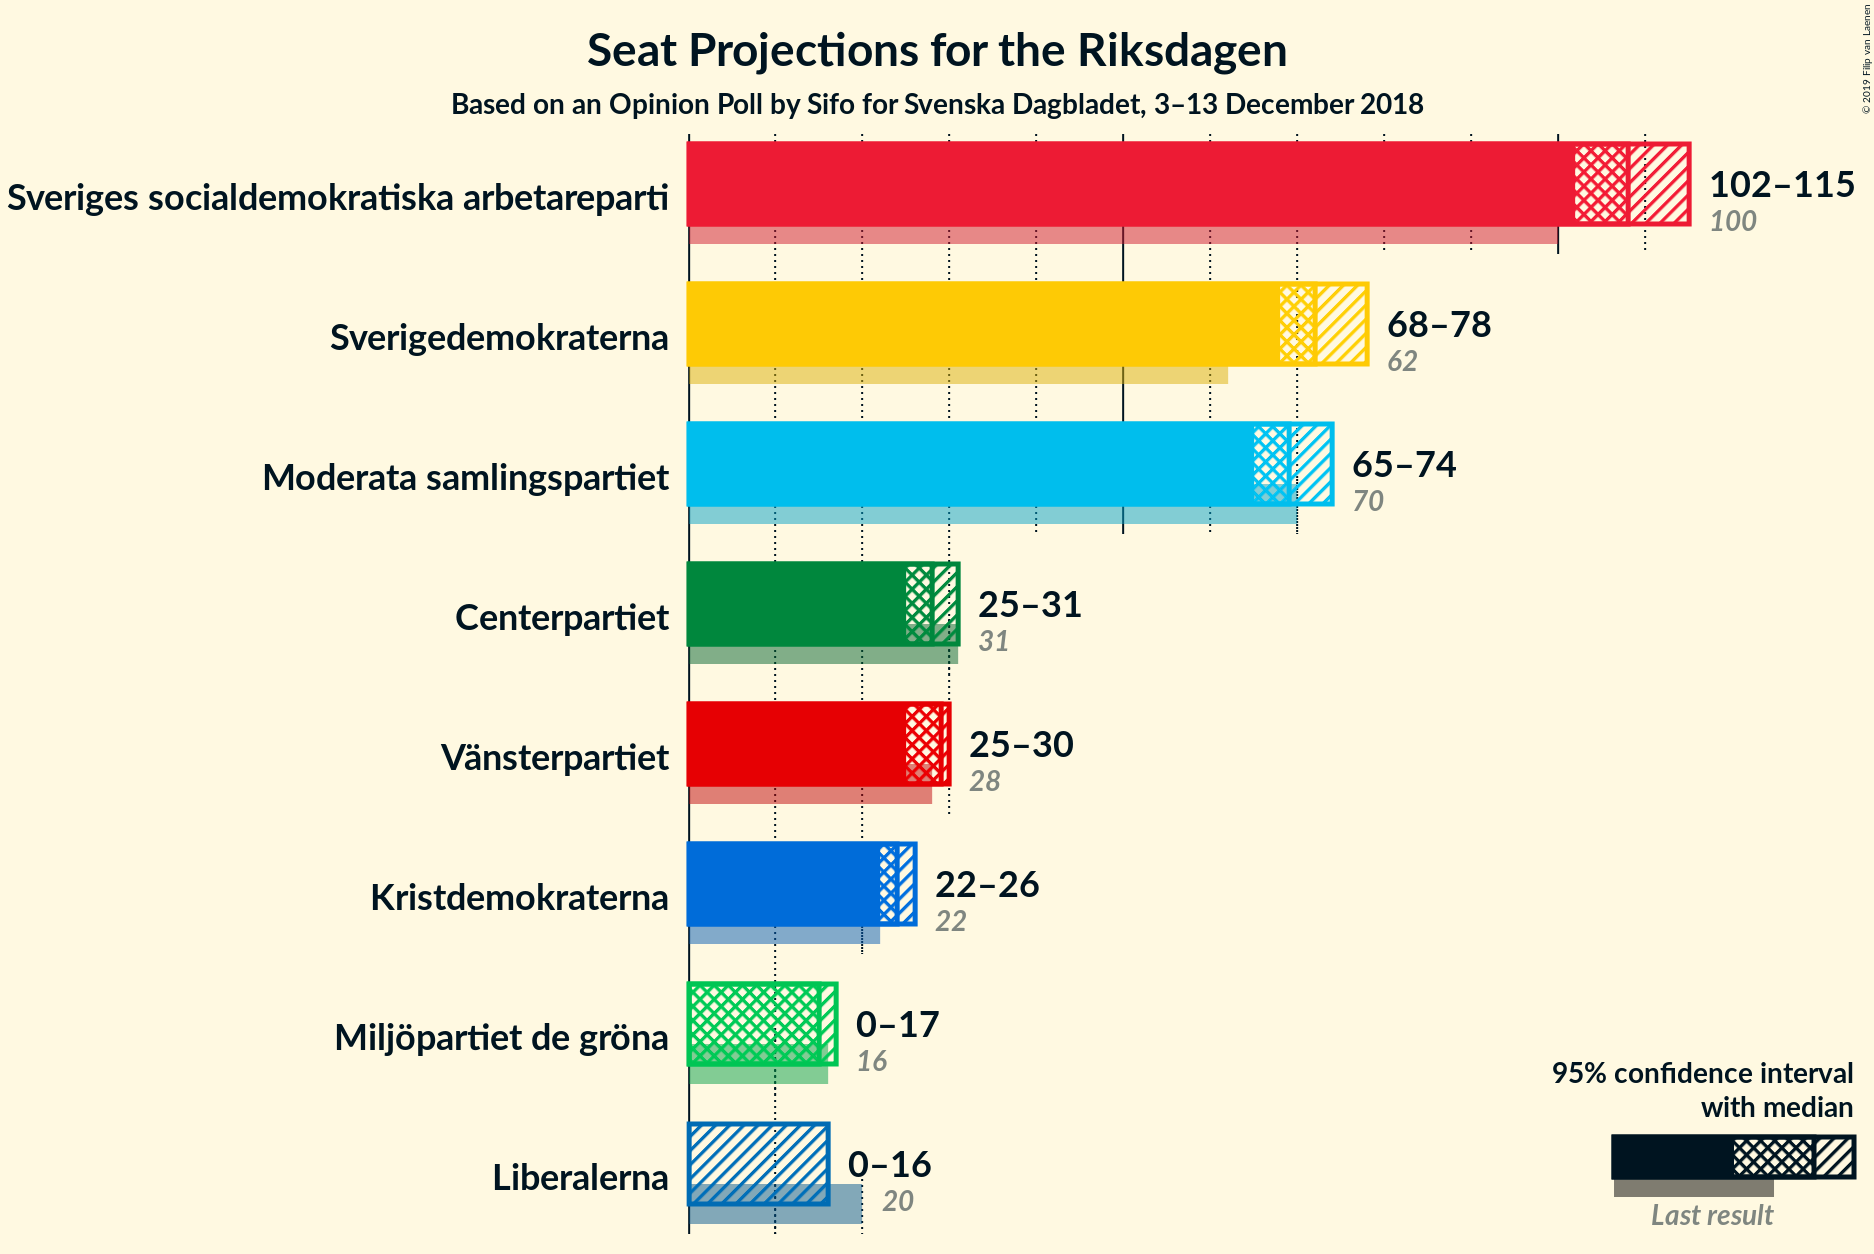 Seat Projections for the Riksdagen
Based on an Opinion Poll by Sifo for Svenska Dagbladet, 3–13 December 2018
© 2019 Filip van Laenen
Sveriges socialdemokratiska arbetareparti
102–115
100
Sverigedemokraterna
68–78
62
Moderata samlingspartiet
65–74
70
Centerpartiet
25–31
31
Vänsterpartiet
25–30
28
Kristdemokraterna
22–26
22
Miljöpartiet de gröna
0–17
16
Liberalerna
0–16
20
95% confidence interval
with median
Last result